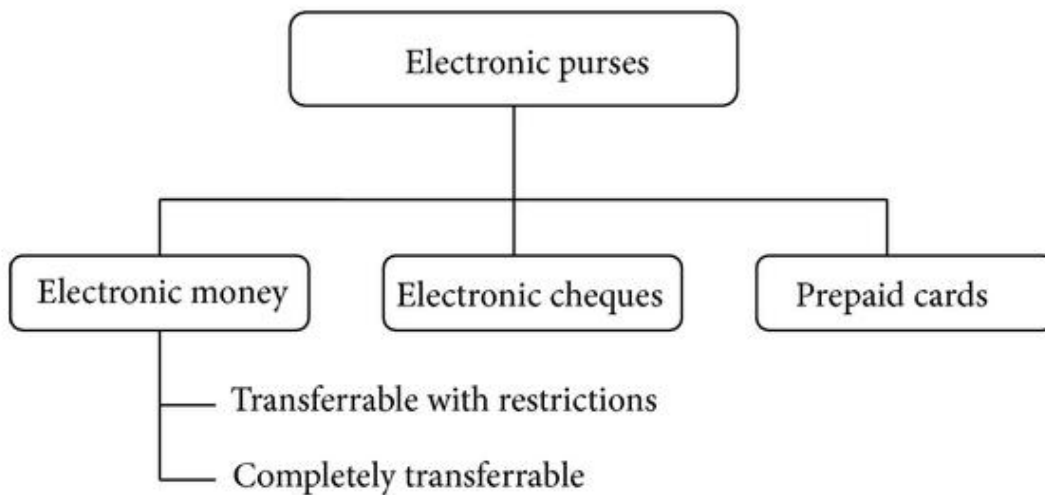 Electronic purses
Electronic money
Electronic cheques
Prepaid cards
Transferrable with restrictions
Completely transferrable